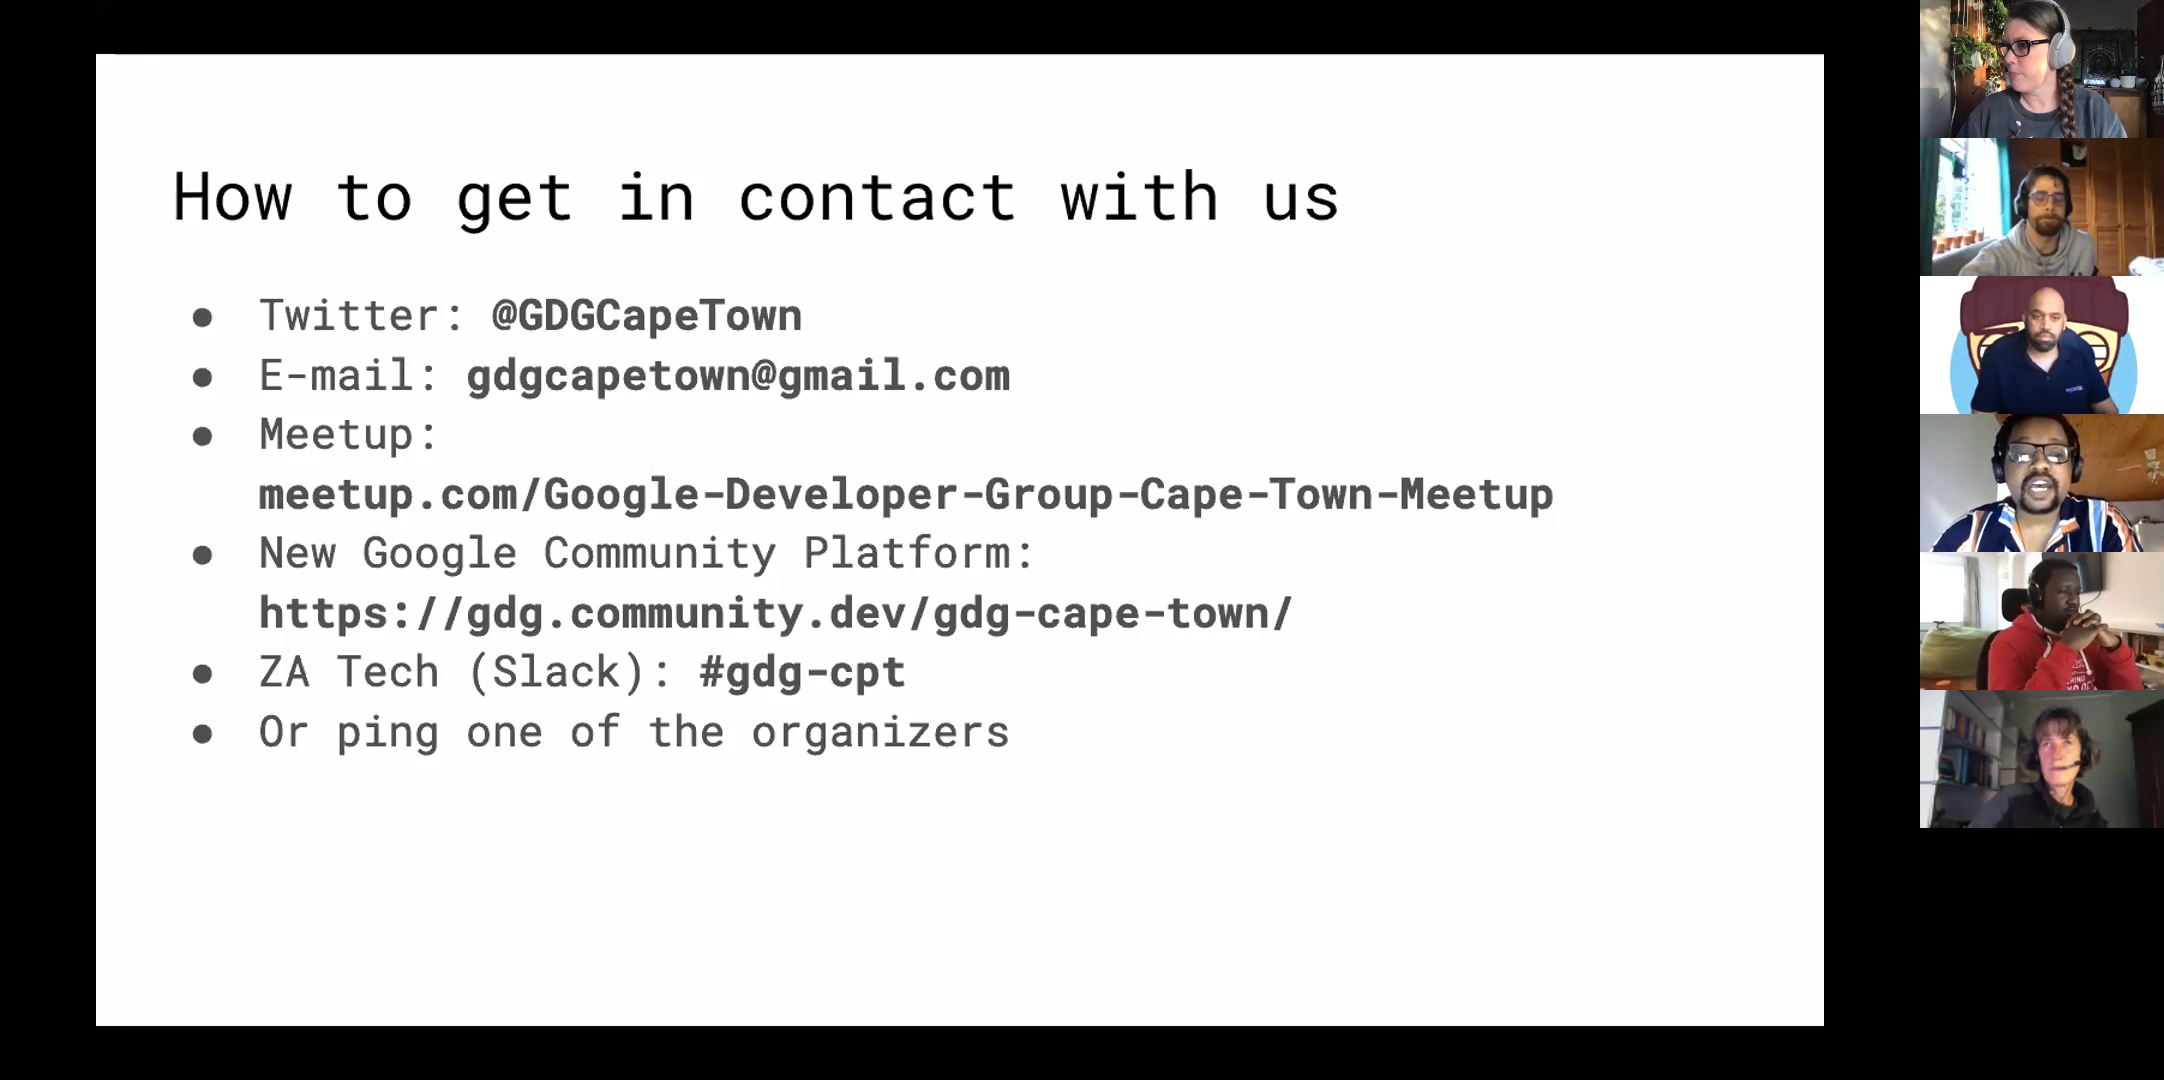 How to get in contact with us
● Twitter: @GDGCapeTown
● E-mail: gdgcapetown@gmail.com
● Meetup:
meetup.com/Google-Developer-Group-Cape-Town-Meetup
● New Google Community Platform:
https://gdg.community.dev/gdg-cape-town/
● ZA Tech (Slack): #gdg-cpt
● Or ping one of the organizers